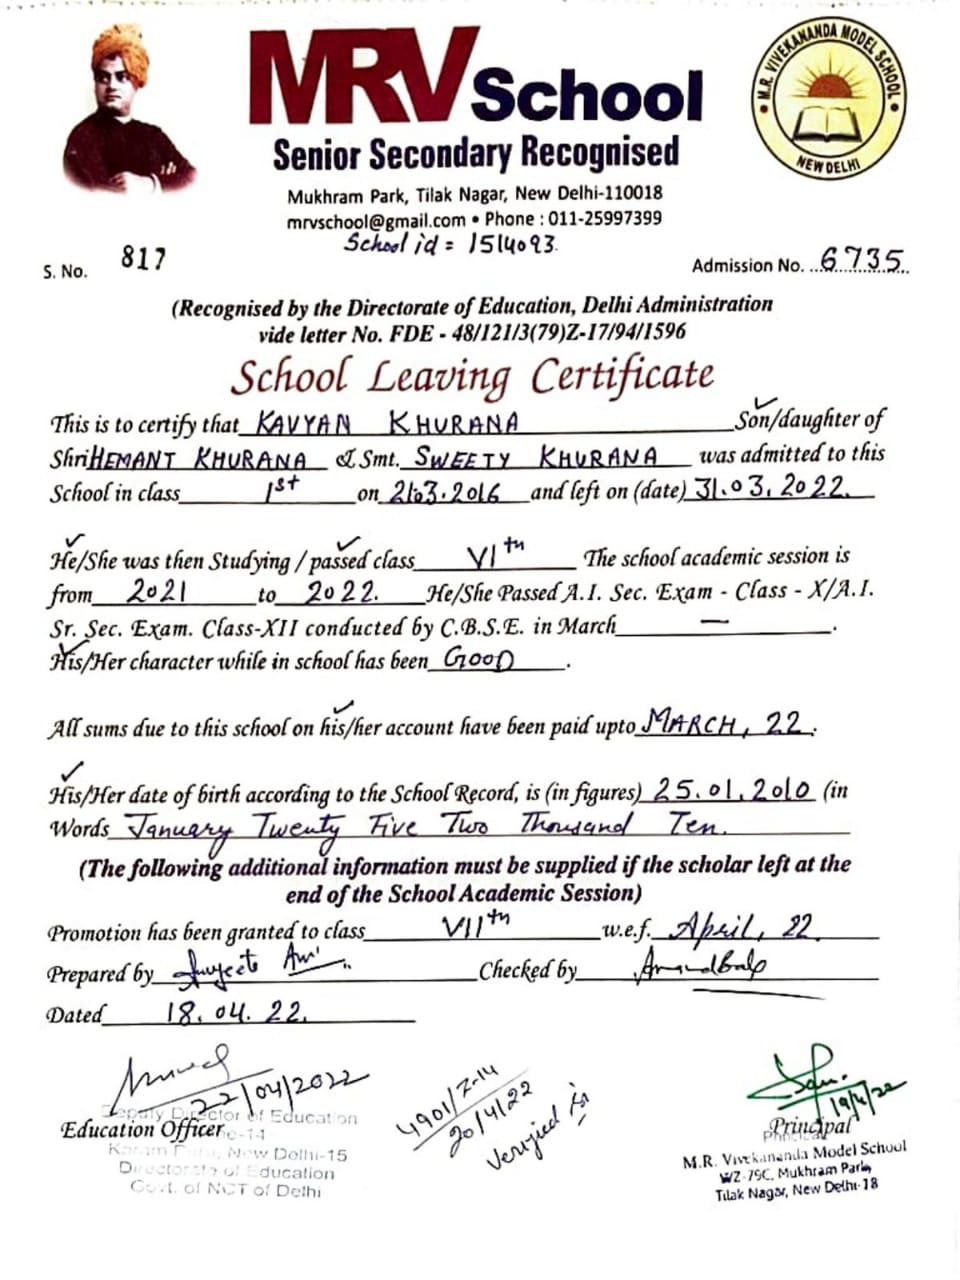 MRV School
M.R. VIVEKANANDA MODEL SCHOOL
NEW DELHI
Senior Secondary Recognised
Mukhram Park, Tilak Nagar, New Delhi-110018
mrvschool@gmail.com • Phone : 011-25997399
School id = 1514093
S. No. 817
Admission No. 6735
(Recognised by the Directorate of Education, Delhi Administration
vide letter No. FDE - 48/121/3(79)Z-17/94/1596
School Leaving Certificate
This is to certify that KAVYAN KHURANA Son/daughter of
Shri HEMANT KHURANA & Smt. SWEETY KHURANA was admitted to this
School in class 1st on 21.03.2016 and left on (date) 31.03.2022.
He/She was then Studying / passed class VIth The school academic session is
from 2021 to 2022. He/She Passed A.I. Sec. Exam - Class - X/A.I.
Sr. Sec. Exam. Class-XII conducted by C.B.S.E. in March — .
His/Her character while in school has been GOOD .
All sums due to this school on his/her account have been paid upto MARCH, 22 .
His/Her date of birth according to the School Record, is (in figures) 25.01.2010 (in
Words January Twenty Five Two Thousand Ten.
(The following additional information must be supplied if the scholar left at the
end of the School Academic Session)
Promotion has been granted to class VIIth w.e.f. April, 22
Prepared by Checked by
Dated 18.04.22.
22/04/2022
Deputy Director of Education
Education Officer
New Delhi-15
Directorate of Education
Govt. of NCT of Delhi
4901/Z-14
20/4/22
Verified
19/4/22
Principal
Principal
M.R. Vivekananda Model School
WZ-79C, Mukhram Park,
Tilak Nagar, New Delhi-18